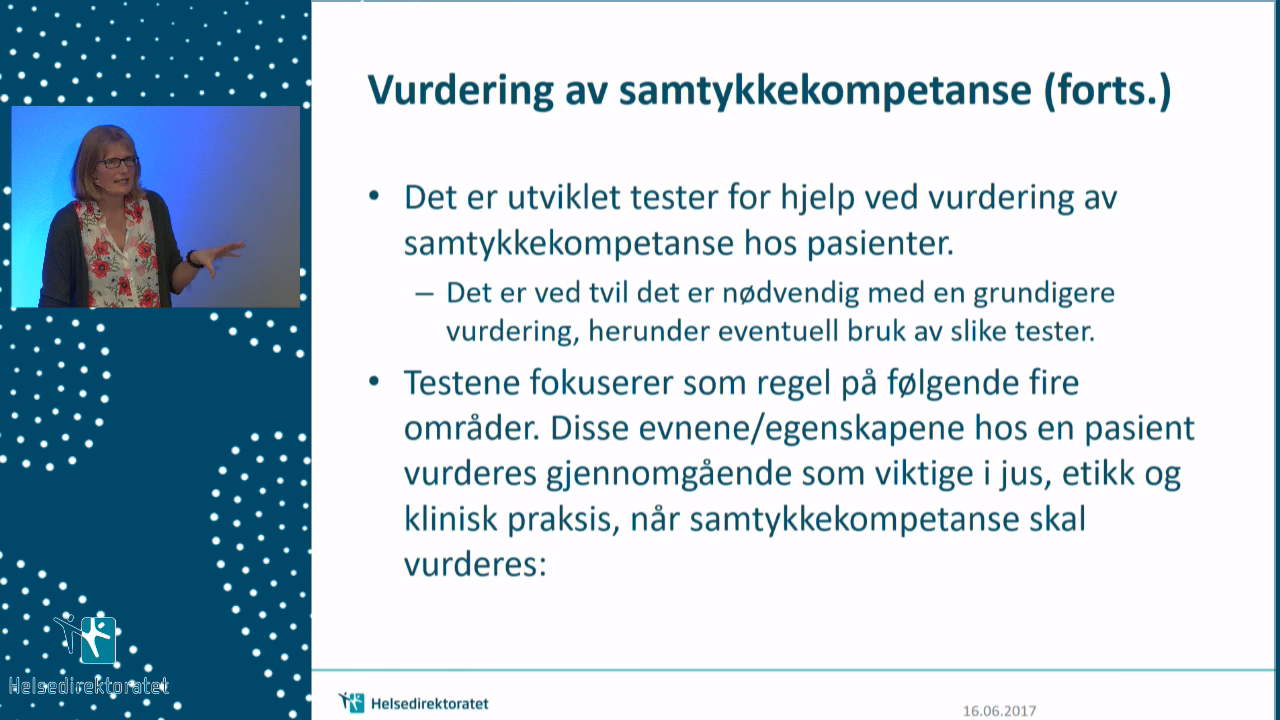 Vurdering av samtykkekompetanse (forts.)
• Det er utviklet tester for hjelp ved vurdering av
samtykkekompetanse hos pasienter.
– Det er ved tvil det er nødvendig med en grundigere
vurdering, herunder eventuell bruk av slike tester.
• Testene fokuserer som regel på følgende fire
områder. Disse evnene/egenskapene hos en pasient
vurderes gjennomgående som viktige i jus, etikk og
klinisk praksis, når samtykkekompetanse skal
vurderes:
Helsedirektoratet
Helsedirektoratet
16.06.2017